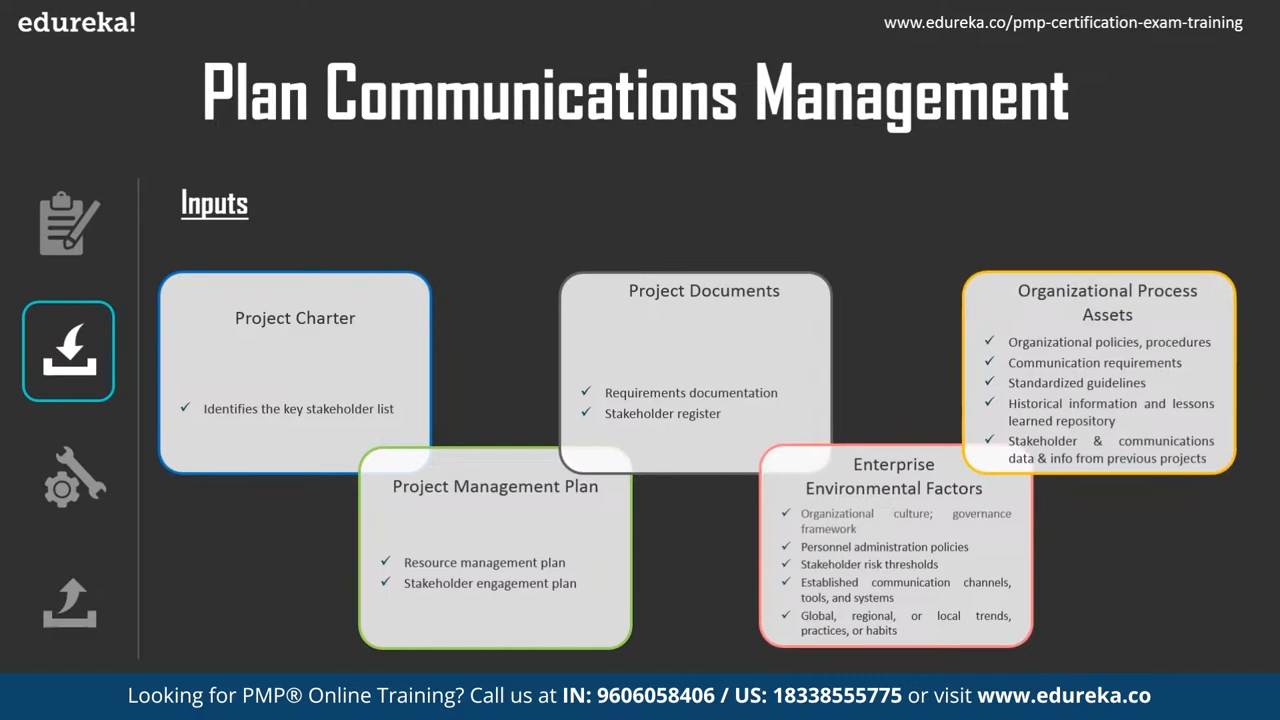 edureka!
www.edureka.co/pmp-certification-exam-training
Plan Communications Management
Inputs
Project Charter
✓ Identifies the key stakeholder list
Project Management Plan
✓ Resource management plan
✓ Stakeholder engagement plan
Project Documents
✓ Requirements documentation
✓ Stakeholder register
Enterprise
Environmental Factors
✓ Organizational culture; governance
framework
✓ Personnel administration policies
✓ Stakeholder risk thresholds
✓ Established communication channels,
tools, and systems
✓ Global, regional, or local trends,
practices, or habits
Organizational Process
Assets
✓ Organizational policies, procedures
✓ Communication requirements
✓ Standardized guidelines
✓ Historical information and lessons
learned repository
✓ Stakeholder & communications
data & info from previous projects
Looking for PMP® Online Training? Call us at IN: 9606058406 / US: 18338555775 or visit www.edureka.co